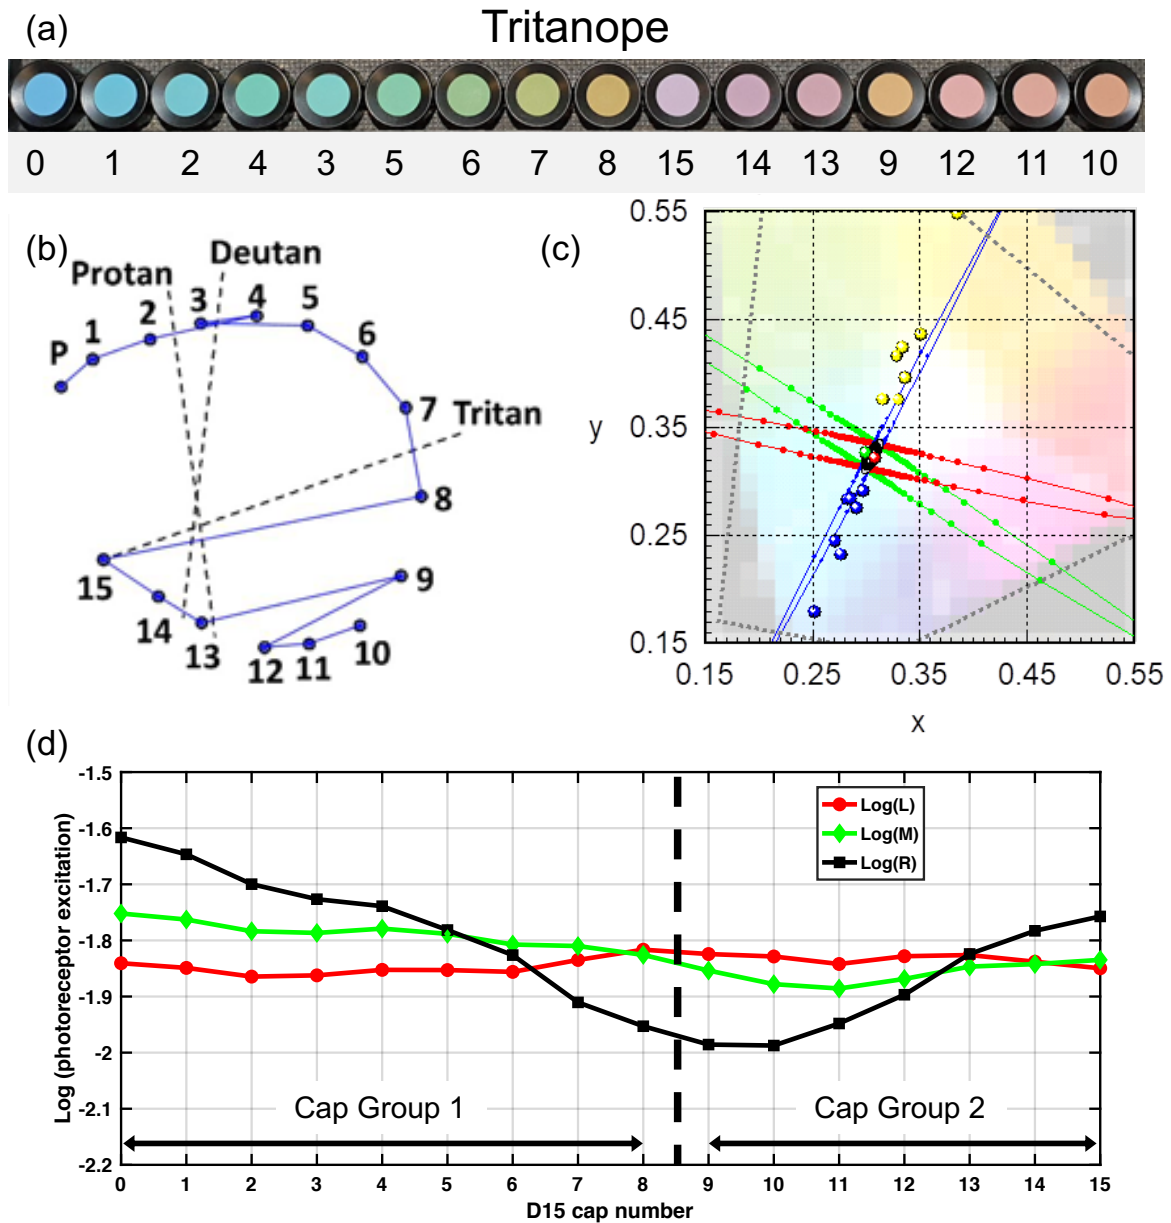 (a)
Tritanope
0 1 2 4 3 5 6 7 8 15 14 13 9 12 11 10
(b)
Protan
Deutan
Tritan
P
1
2
3
4
5
6
7
8
15
14
13
12
11
10
9
(c)
0.55
0.45
0.35
0.25
0.15
y
0.15 0.25 0.35 0.45 0.55
x
(d)
-1.5
-1.6
-1.7
-1.8
-1.9
-2
-2.1
-2.2
Log (photoreceptor excitation)
Log(L)
Log(M)
Log(R)
Cap Group 1
Cap Group 2
0 1 2 3 4 5 6 7 8 9 10 11 12 13 14 15
D15 cap number